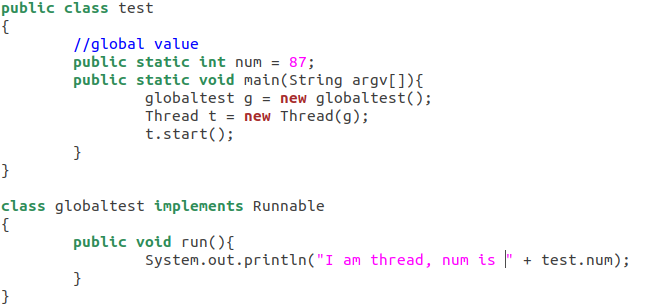 public class test
{
        //global value
        public static int num = 87;
        public static void main(String argv[]){
                globaltest g = new globaltest();
                Thread t = new Thread(g);
                t.start();
        }
}

class globaltest implements Runnable
{
        public void run(){
                System.out.println("I am thread, num is " + test.num);
        }
}